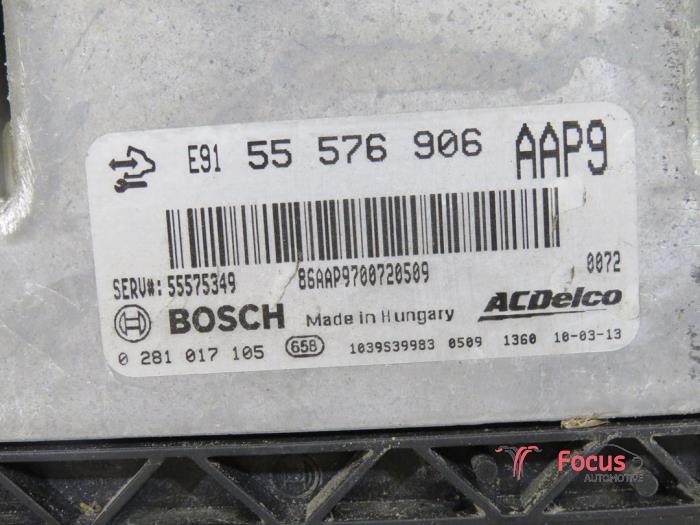 E91 55 576 906 AAP9
SERV#: 55575349 86AAP9700720509 0072
BOSCH Made in Hungary ACDelco
0 281 017 105 658 1039S39983 0509 1360 10-03-13
Focus
AUTOMOTIVE